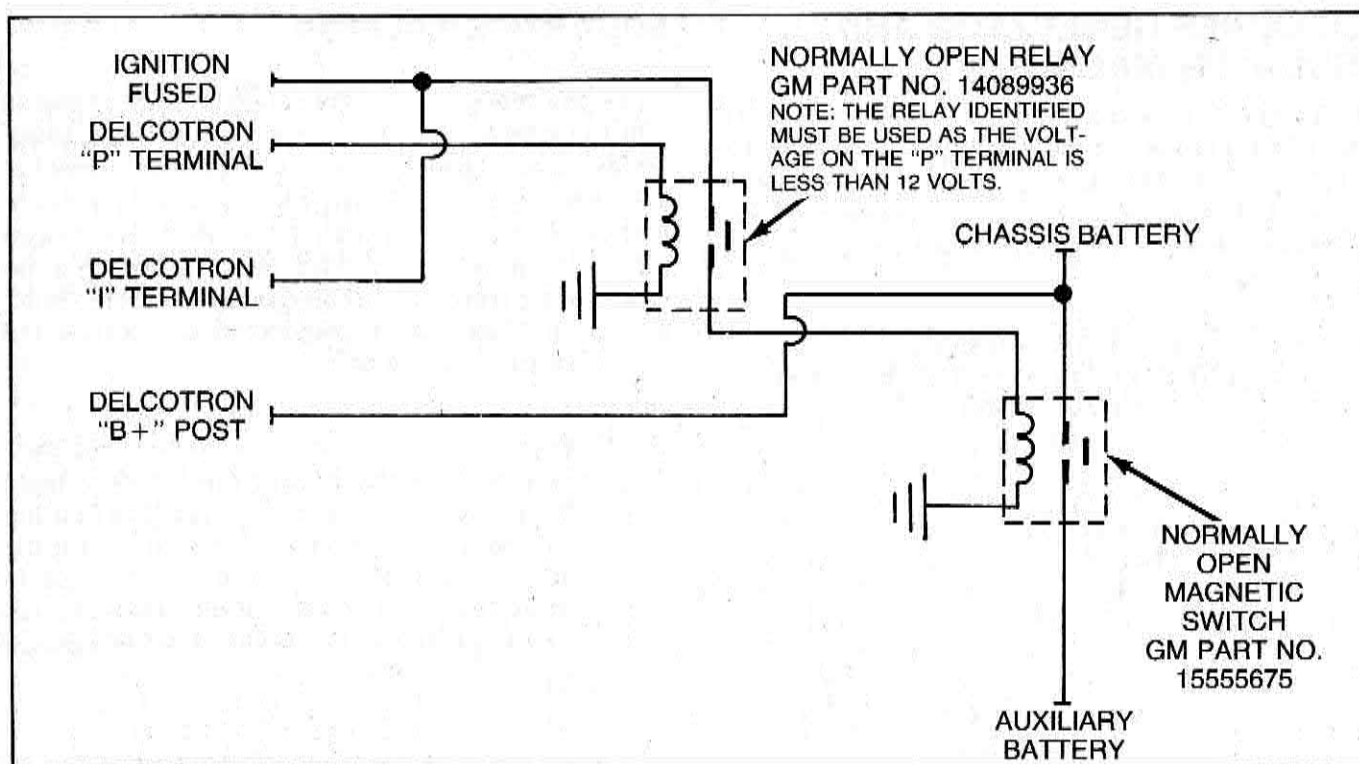 IGNITION
FUSED
DELCOTRON
“P” TERMINAL
DELCOTRON
“I” TERMINAL
DELCOTRON
“B+” POST
NORMALLY OPEN RELAY
GM PART NO. 14089936
NOTE: THE RELAY IDENTIFIED
MUST BE USED AS THE VOLT-
AGE ON THE “P” TERMINAL IS
LESS THAN 12 VOLTS.
CHASSIS BATTERY
NORMALLY
OPEN
MAGNETIC
SWITCH
GM PART NO.
15555675
AUXILIARY
BATTERY